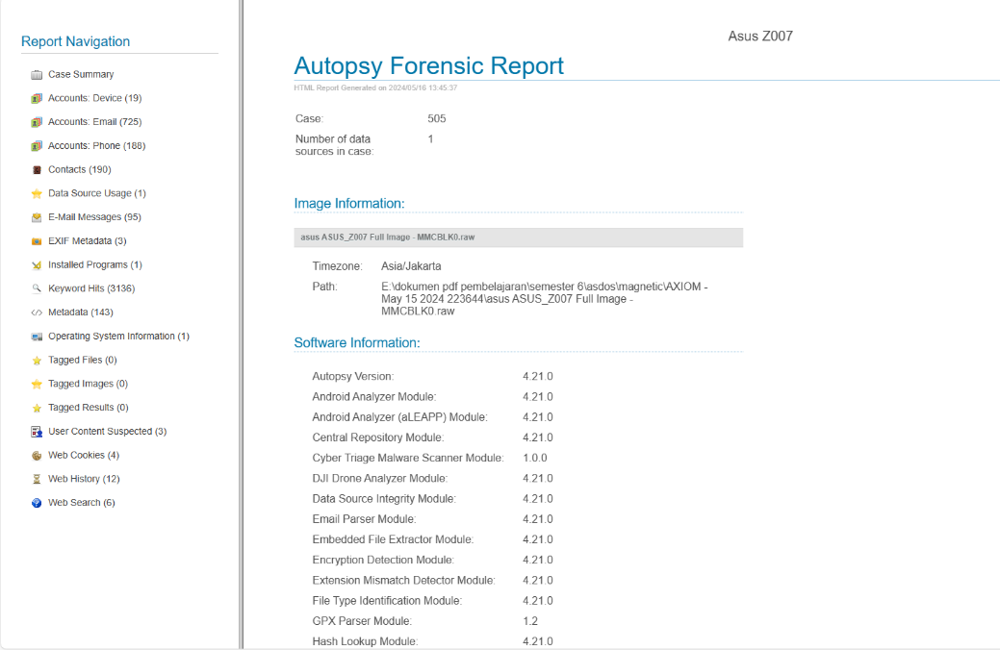 Report Navigation
Case Summary
Accounts: Device (19)
Accounts: Email (725)
Accounts: Phone (188)
Contacts (190)
Data Source Usage (1)
E-Mail Messages (95)
EXIF Metadata (3)
Installed Programs (1)
Keyword Hits (3136)
Metadata (143)
Operating System Information (1)
Tagged Files (0)
Tagged Images (0)
Tagged Results (0)
User Content Suspected (3)
Web Cookies (4)
Web History (12)
Web Search (6)
Asus Z007
Autopsy Forensic Report
HTML Report Generated on 2024/05/16 13:45:37
Case: 505
Number of data 1
sources in case:
Image Information:
asus ASUS_Z007 Full Image - MMCBLK0.raw
Timezone: Asia/Jakarta
Path: E:\dokumen pdf pembelajaran\semester 6\asdos\magnetic\AXIOM -
May 15 2024 223644\asus ASUS_Z007 Full Image -
MMCBLK0.raw
Software Information:
Autopsy Version: 4.21.0
Android Analyzer Module: 4.21.0
Android Analyzer (aLEAPP) Module: 4.21.0
Central Repository Module: 4.21.0
Cyber Triage Malware Scanner Module: 1.0.0
DJI Drone Analyzer Module: 4.21.0
Data Source Integrity Module: 4.21.0
Email Parser Module: 4.21.0
Embedded File Extractor Module: 4.21.0
Encryption Detection Module: 4.21.0
Extension Mismatch Detector Module: 4.21.0
File Type Identification Module: 4.21.0
GPX Parser Module: 1.2
Hash Lookup Module: 4.21.0